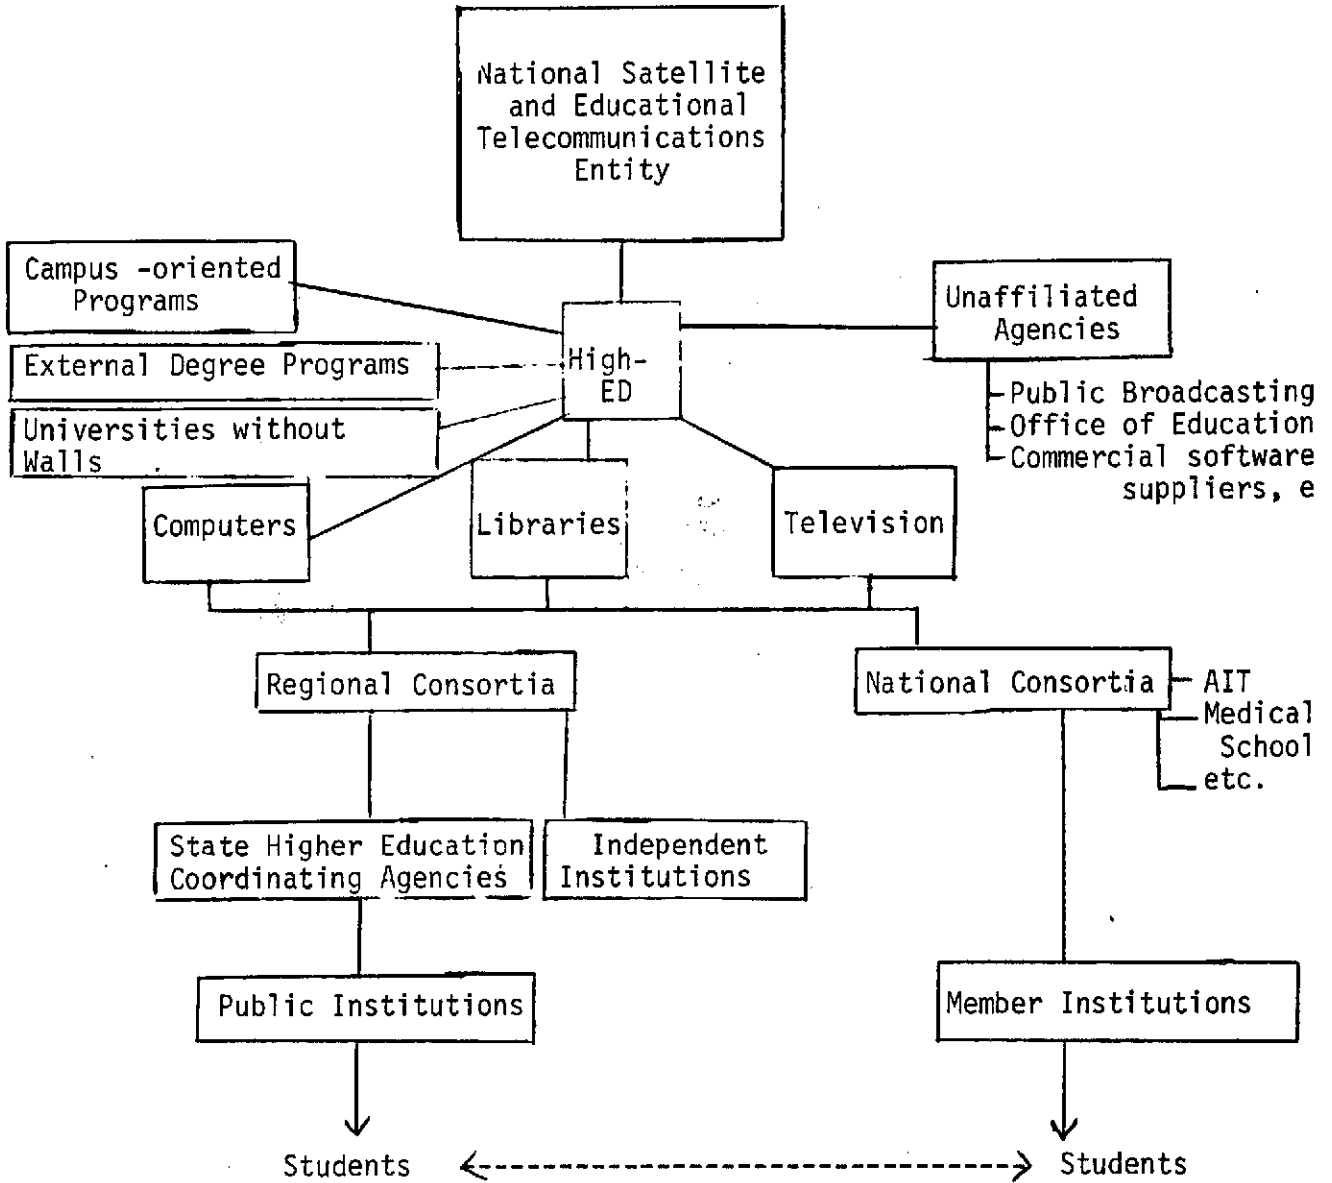 National Satellite
and Educational
Telecommunications
Entity
Campus -oriented
Programs
External Degree Programs
Universities without
Walls
High-
ED
Unaffiliated
Agencies
Public Broadcasting
Office of Education
Commercial software
suppliers, e
Computers
Libraries
Television
Regional Consortia
National Consortia
AIT
Medical
School
etc.
State Higher Education
Coordinating Agencies
Independent
Institutions
Public Institutions
Member Institutions
Students
Students